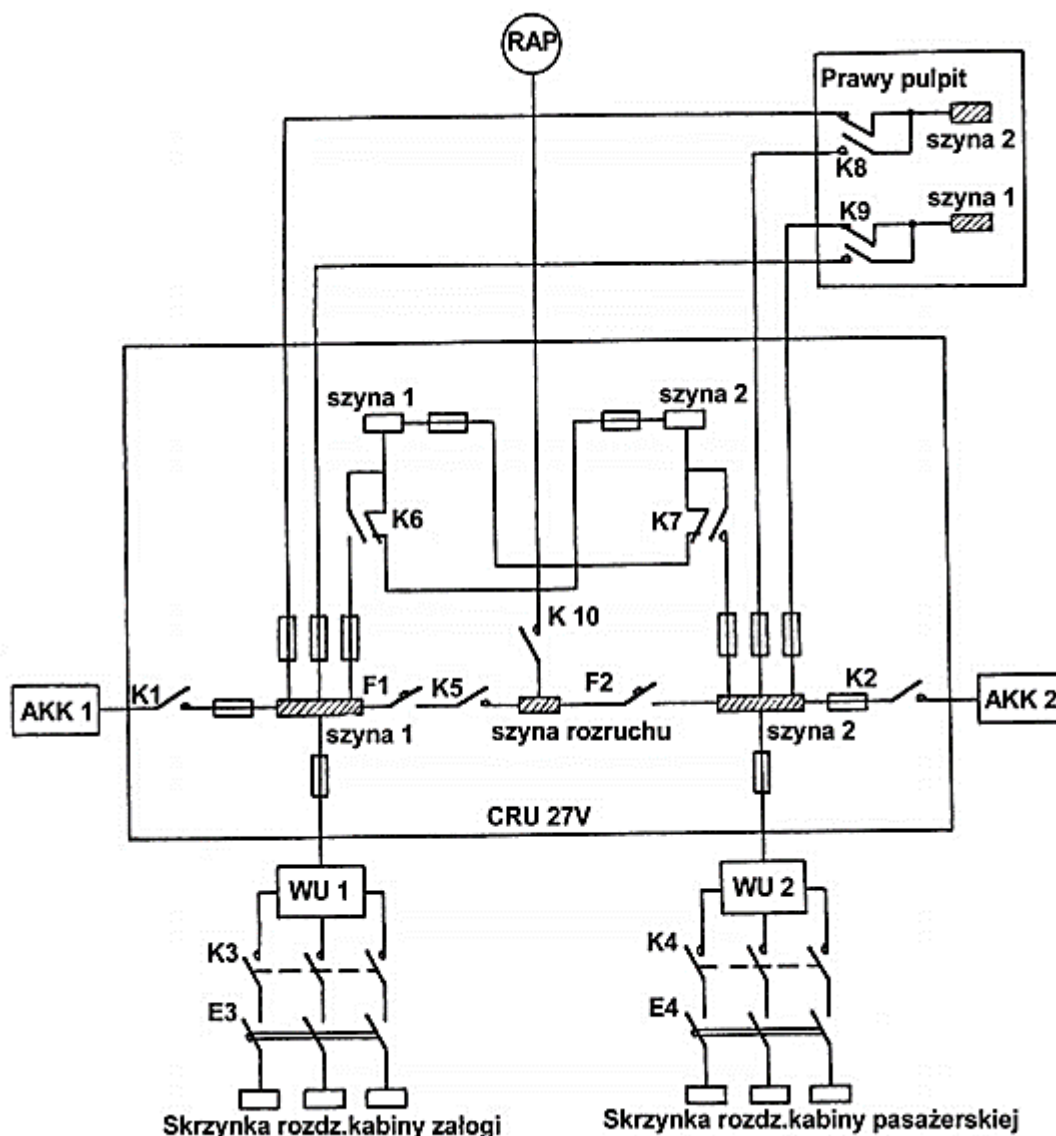 RAP
Prawy pulpit
szyna 2
K8
szyna 1
K9
szyna 1
szyna 2
K6
K7
K 10
K1
F1
K5
F2
K2
AKK 1
AKK 2
szyna 1
szyna rozruchu
szyna 2
CRU 27V
WU 1
WU 2
K3
K4
E3
E4
Skrzynka rozdz.kabiny załogi
Skrzynka rozdz.kabiny pasażerskiej